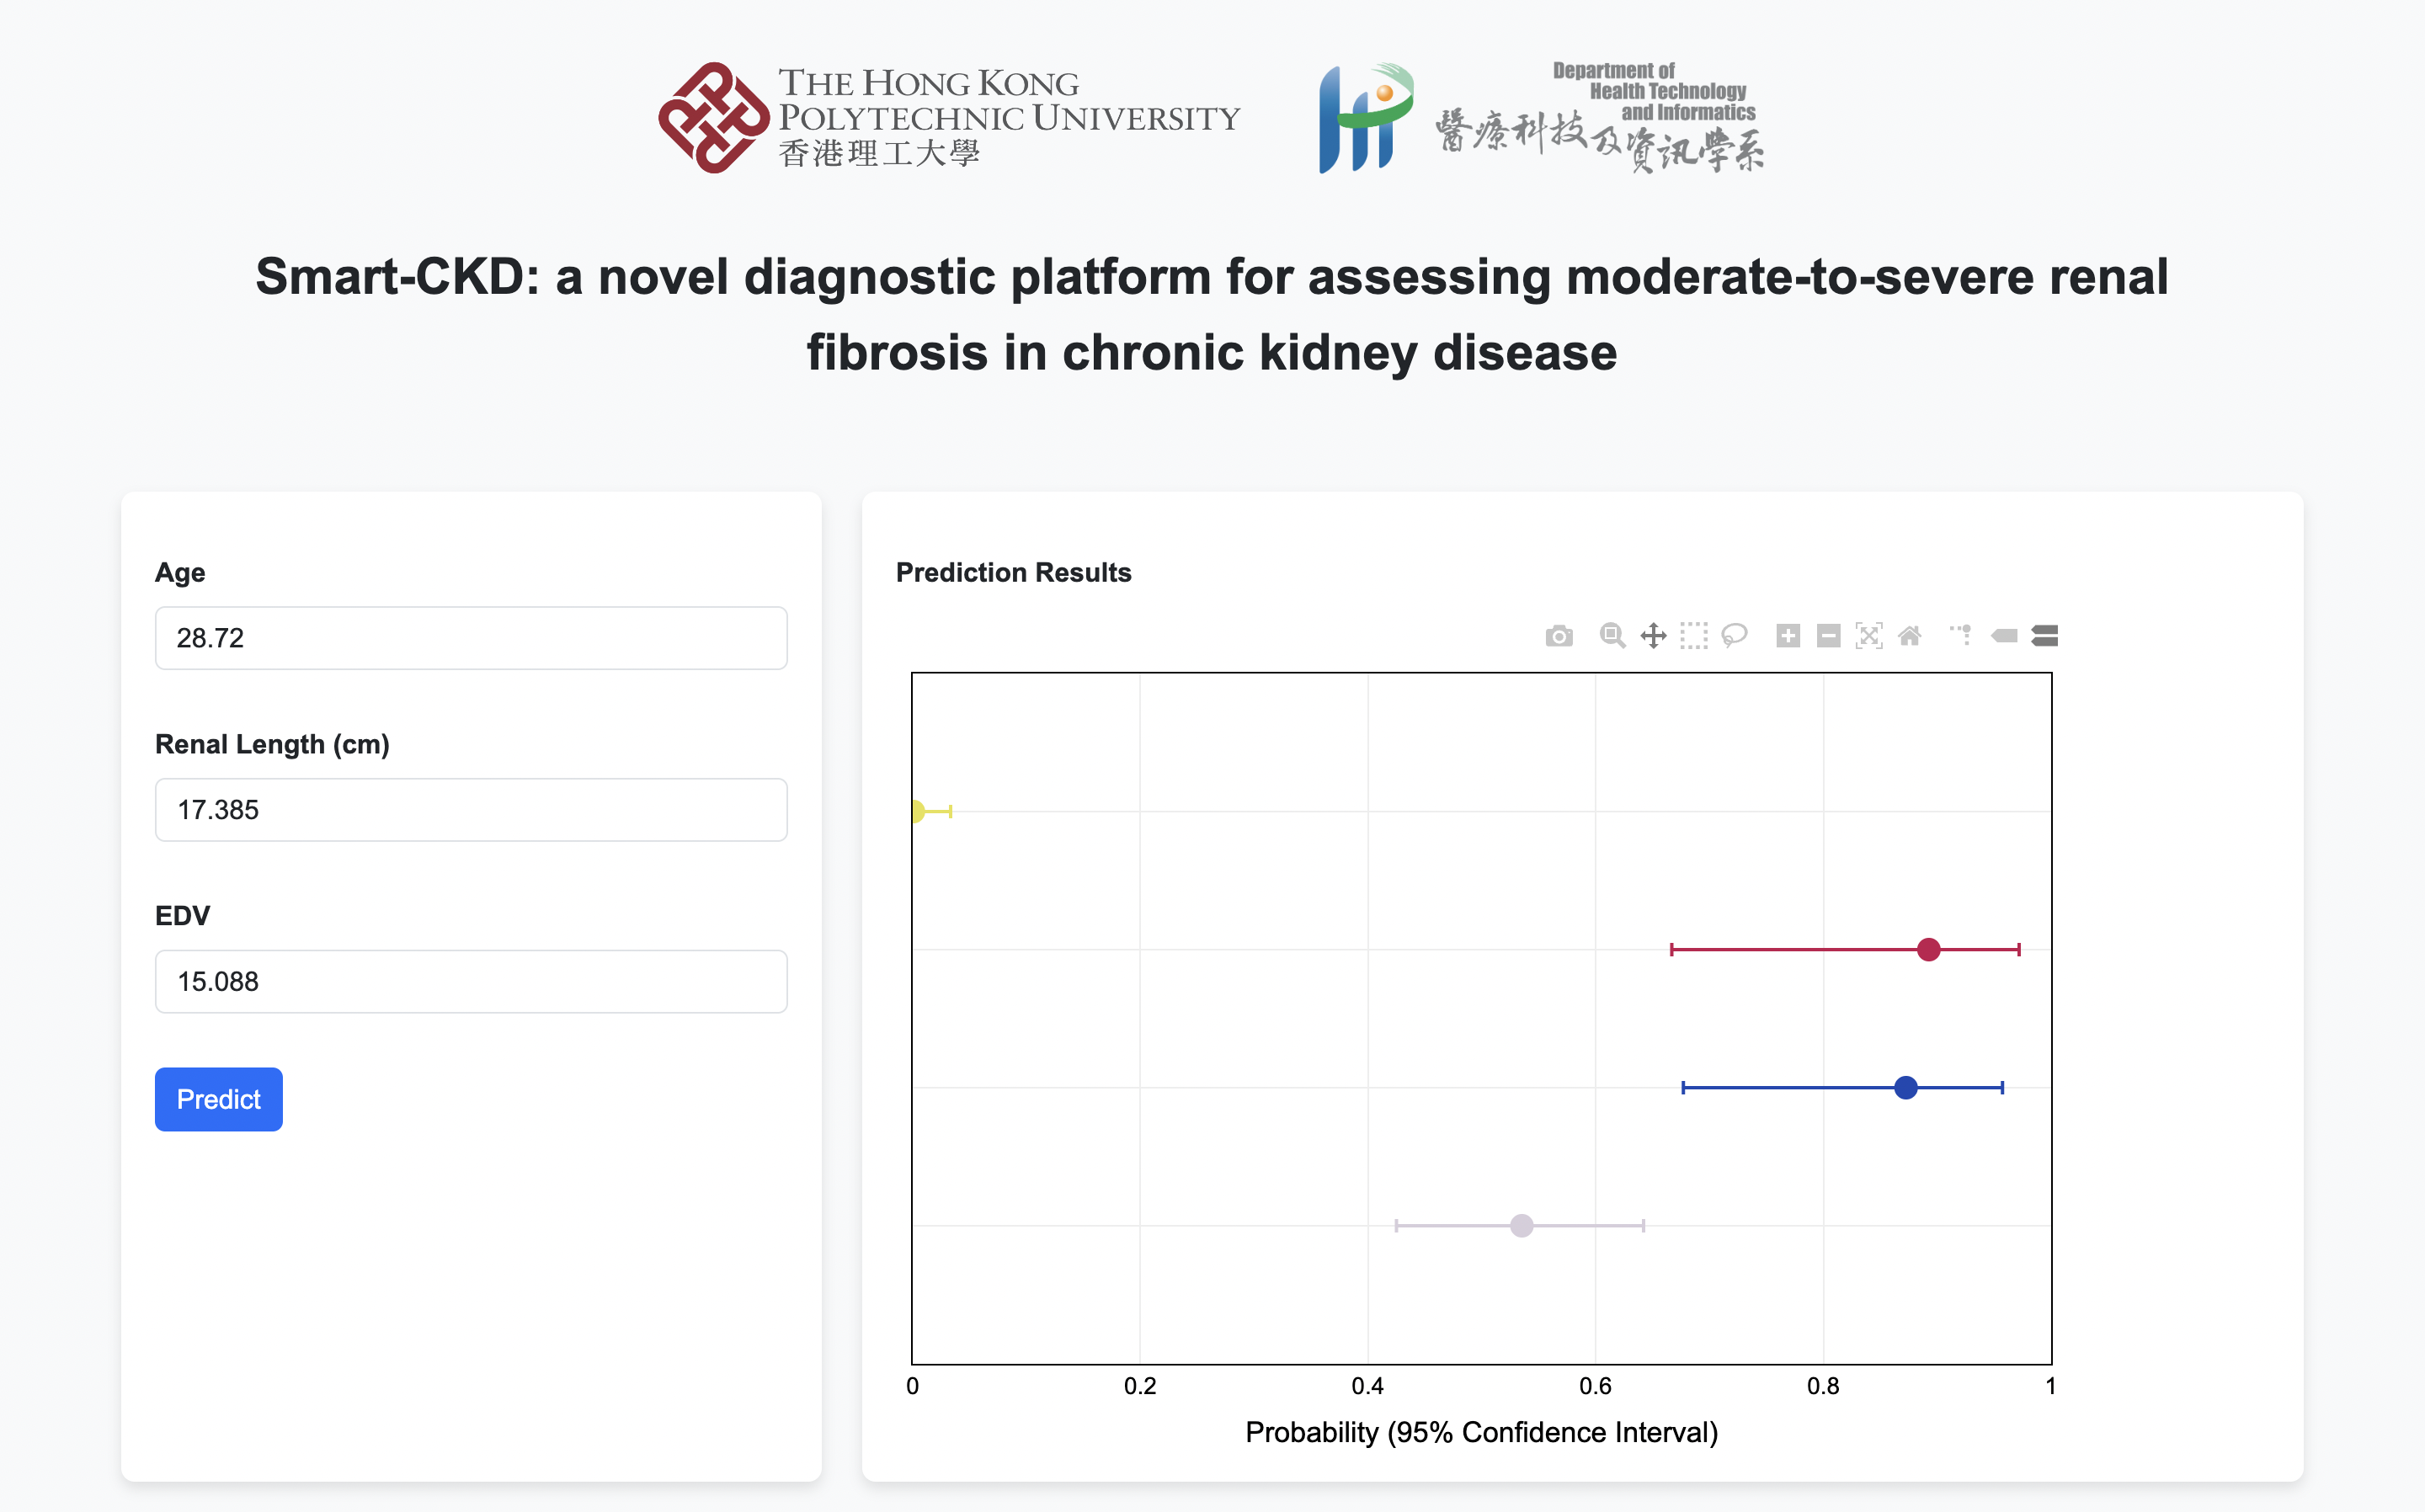 THE HONG KONG
POLYTECHNIC UNIVERSITY
香港理工大學
Department of
Health Technology
and Informatics
醫療科技及資訊學系
Smart-CKD: a novel diagnostic platform for assessing moderate-to-severe renal
fibrosis in chronic kidney disease
Age
28.72
Renal Length (cm)
17.385
EDV
15.088
Predict
Prediction Results
0 0.2 0.4 0.6 0.8 1
Probability (95% Confidence Interval)